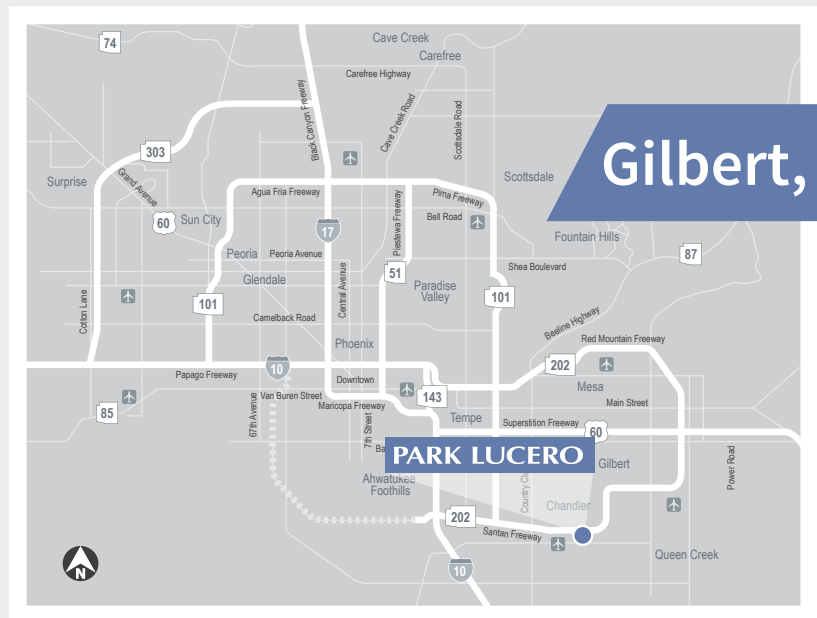 74
Cave Creek
Carefree
Carefree Highway
Black Canyon Freeway
Cave Creek Road
Scottsdale Road
303
Surprise
Grand Avenue
60
Sun City
Agua Fria Freeway
17
Piestawa Freeway
Pima Freeway
Bell Road
Scottsdale
Gilbert,
Fountain Hills
87
Peoria
Peoria Avenue
Glendale
51
Shea Boulevard
Paradise
Valley
101
101
Cotton Lane
Central Avenue
Camelback Road
Phoenix
Beeline Highway
Red Mountain Freeway
10
Papago Freeway
Downtown
202
Mesa
85
67th Avenue
Van Buren Street
Maricopa Freeway
7th Street
143
Tempe
Main Street
Superstition Freeway
60
PARK LUCERO
Gilbert
Power Road
Ahwatukee
Foothills
Chandler
202
Santan Freeway
Queen Creek
10
N